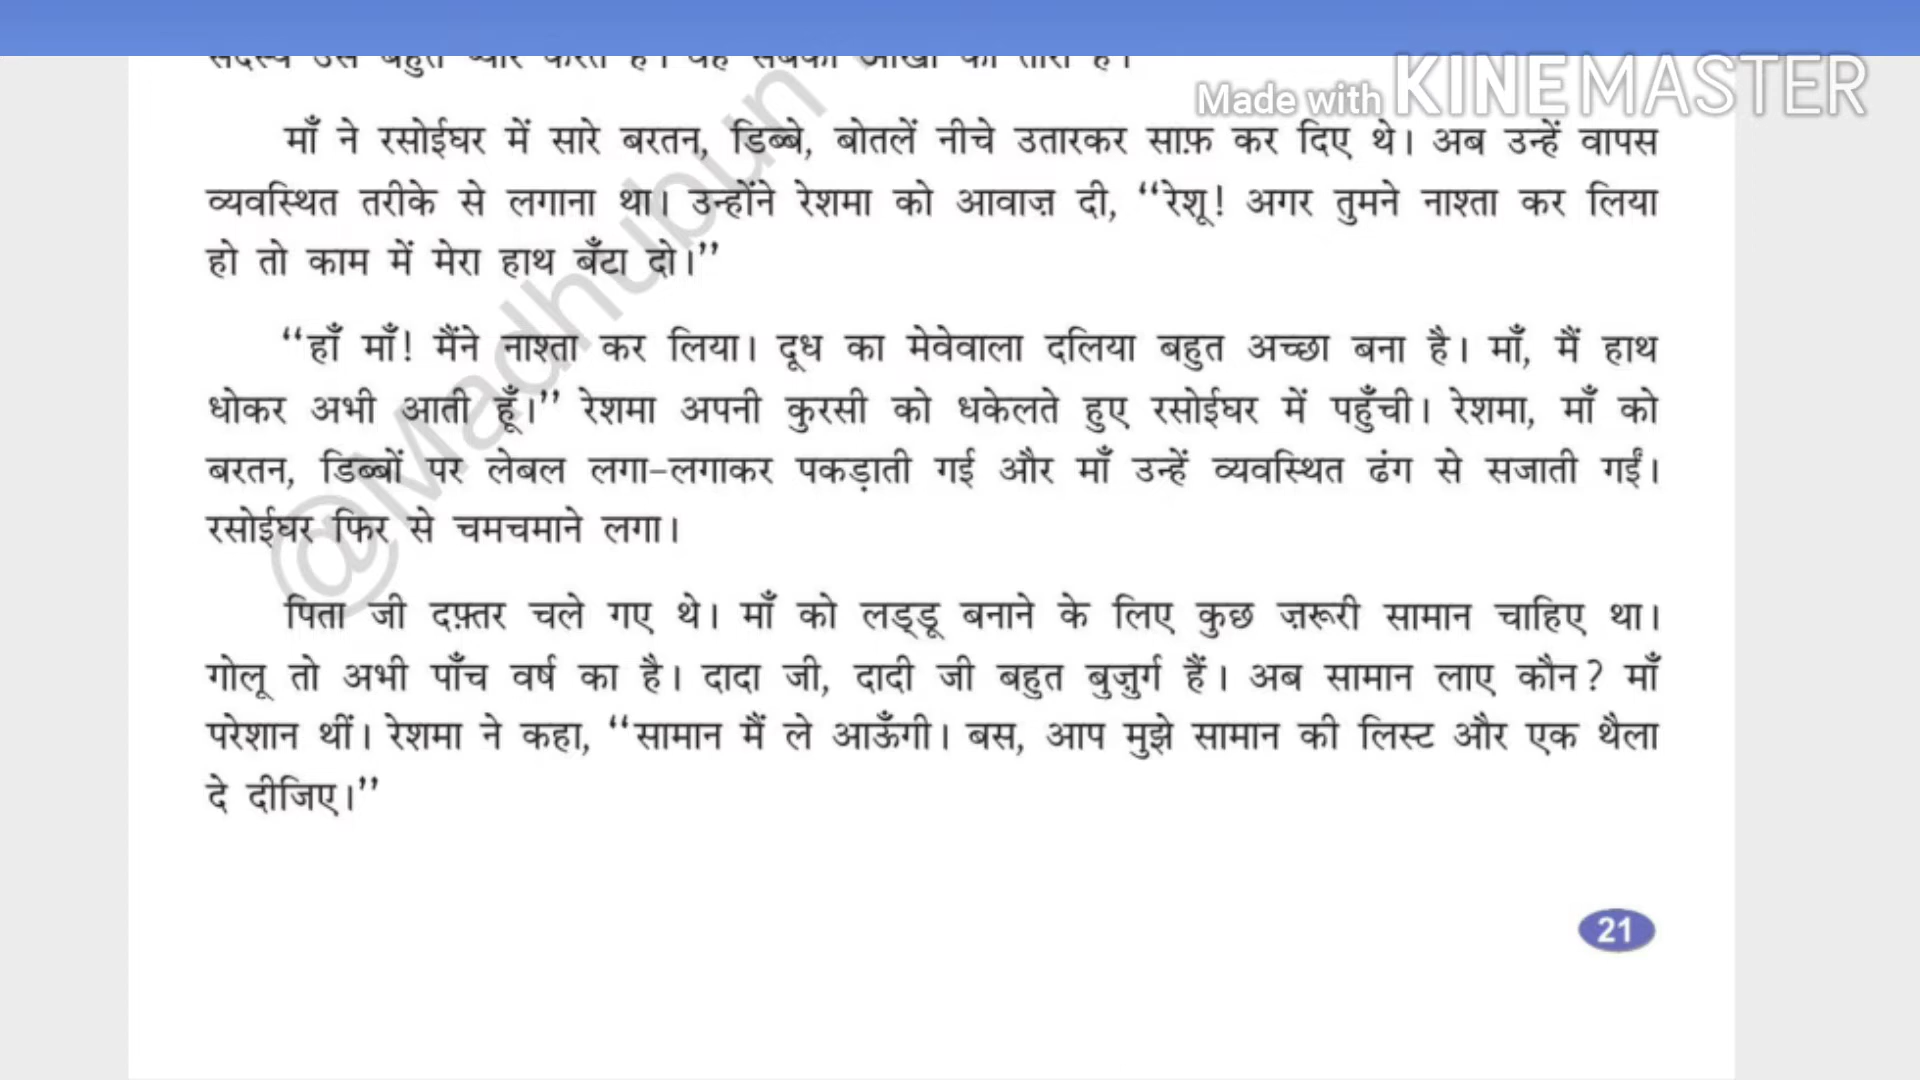 Made with KINEMASTER
माँ ने रसोईघर में सारे बरतन, डिब्बे, बोतलें नीचे उतारकर साफ़ कर दिए थे। अब उन्हें वापस
व्यवस्थित तरीके से लगाना था। उन्होंने रेशमा को आवाज़ दी, “रेशू! अगर तुमने नाश्ता कर लिया
हो तो काम में मेरा हाथ बँटा दो।”
“हाँ माँ! मैंने नाश्ता कर लिया। दूध का मेवेवाला दलिया बहुत अच्छा बना है। माँ, मैं हाथ
धोकर अभी आती हूँ।” रेशमा अपनी कुरसी को धकेलते हुए रसोईघर में पहुँची। रेशमा, माँ को
बरतन, डिब्बों पर लेबल लगा-लगाकर पकड़ाती गई और माँ उन्हें व्यवस्थित ढंग से सजाती गईं।
रसोईघर फिर से चमचमाने लगा।
पिता जी दफ़्तर चले गए थे। माँ को लड्डू बनाने के लिए कुछ ज़रूरी सामान चाहिए था।
गोलू तो अभी पाँच वर्ष का है। दादा जी, दादी जी बहुत बुज़ुर्ग हैं। अब सामान लाए कौन? माँ
परेशान थीं। रेशमा ने कहा, “सामान मैं ले आऊँगी। बस, आप मुझे सामान की लिस्ट और एक थैला
दे दीजिए।”
@Madhubun
21